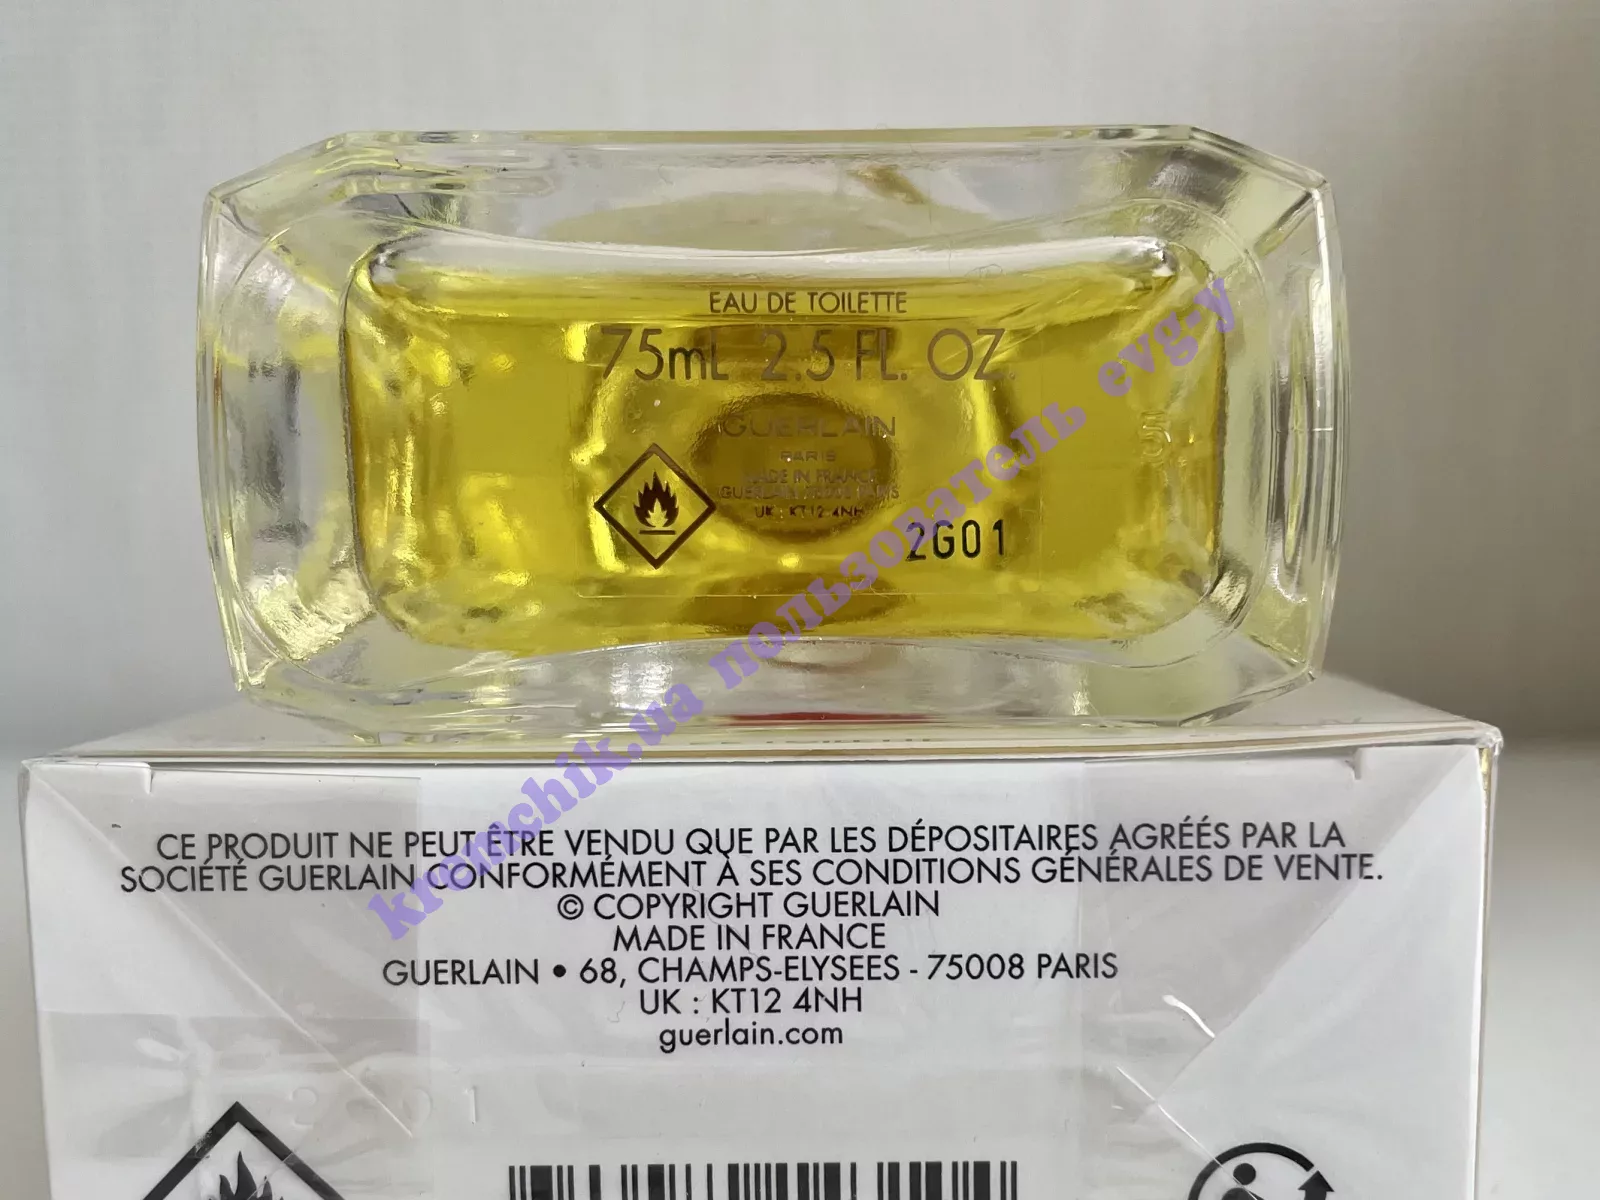 EAU DE TOILETTE
75mL 2.5 FL. OZ.
GUERLAIN
PARIS
MADE IN FRANCE
GUERLAIN 75008 PARIS
UK : KT12 4NH
2G01
5
kremchik.ua пользователь evg-y
CE PRODUIT NE PEUT ÊTRE VENDU QUE PAR LES DÉPOSITAIRES AGRÉÉS PAR LA
SOCIÉTÉ GUERLAIN CONFORMÉMENT À SES CONDITIONS GÉNÉRALES DE VENTE.
© COPYRIGHT GUERLAIN
MADE IN FRANCE
GUERLAIN • 68, CHAMPS-ELYSEES - 75008 PARIS
UK : KT12 4NH
guerlain.com